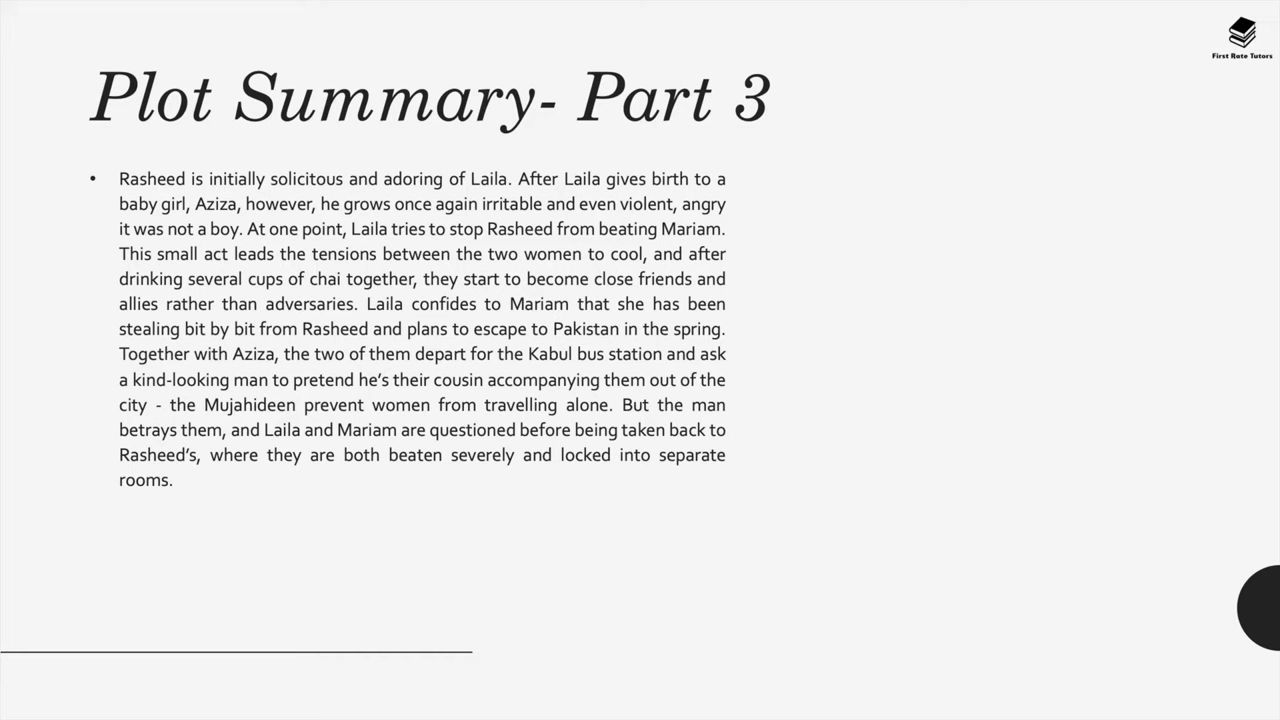 First Rate Tutors
Plot Summary- Part 3
• Rasheed is initially solicitous and adoring of Laila. After Laila gives birth to a
baby girl, Aziza, however, he grows once again irritable and even violent, angry
it was not a boy. At one point, Laila tries to stop Rasheed from beating Mariam.
This small act leads the tensions between the two women to cool, and after
drinking several cups of chai together, they start to become close friends and
allies rather than adversaries. Laila confides to Mariam that she has been
stealing bit by bit from Rasheed and plans to escape to Pakistan in the spring.
Together with Aziza, the two of them depart for the Kabul bus station and ask
a kind-looking man to pretend he’s their cousin accompanying them out of the
city - the Mujahideen prevent women from travelling alone. But the man
betrays them, and Laila and Mariam are questioned before being taken back to
Rasheed’s, where they are both beaten severely and locked into separate
rooms.